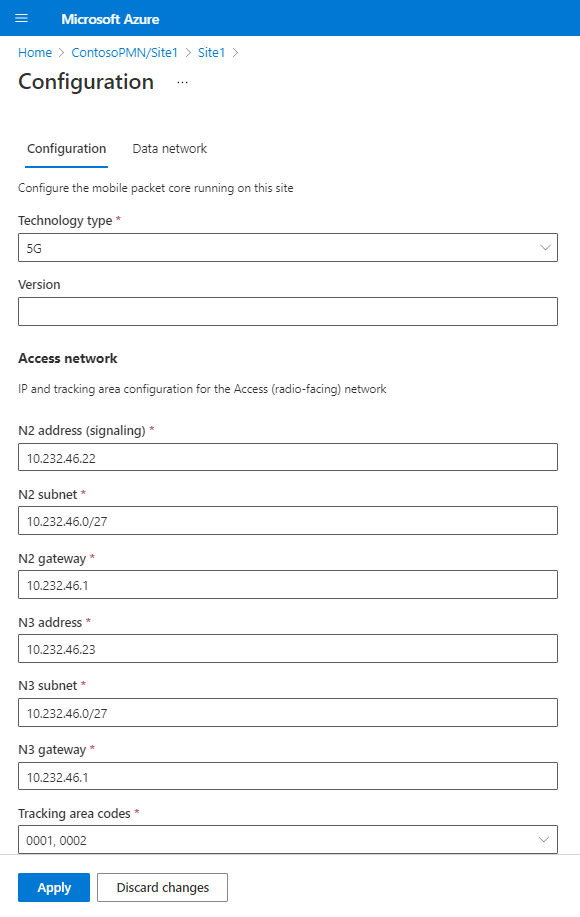 Microsoft Azure
Home > ContosoPMN/Site1 > Site1 >
Configuration ...
Configuration Data network
Configure the mobile packet core running on this site
Technology type *
5G
Version
Access network
IP and tracking area configuration for the Access (radio-facing) network
N2 address (signaling) *
10.232.46.22
N2 subnet *
10.232.46.0/27
N2 gateway *
10.232.46.1
N3 address *
10.232.46.23
N3 subnet *
10.232.46.0/27
N3 gateway *
10.232.46.1
Tracking area codes *
0001, 0002
Apply Discard changes